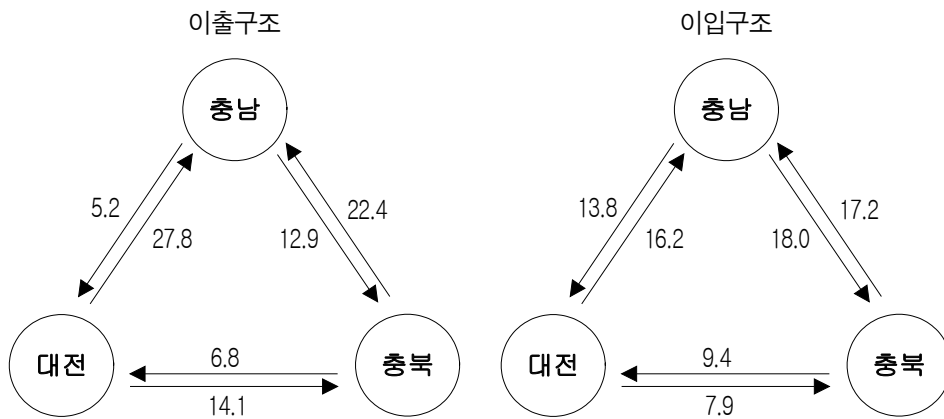 이출구조
충남
5.2
27.8
22.4
12.9
대전
충북
6.8
14.1
이입구조
충남
13.8
16.2
17.2
18.0
대전
충북
9.4
7.9